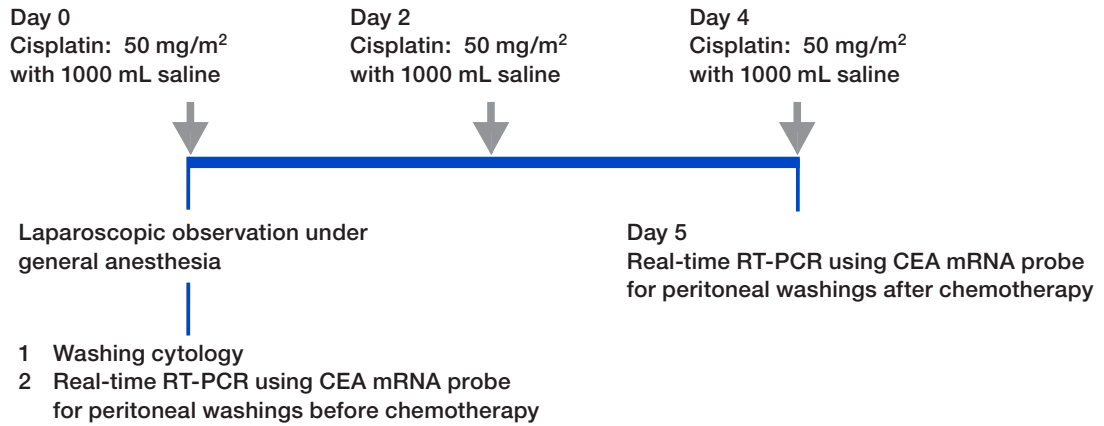 Day 0
Cisplatin: 50 mg/m²
with 1000 mL saline
Day 2
Cisplatin: 50 mg/m²
with 1000 mL saline
Day 4
Cisplatin: 50 mg/m²
with 1000 mL saline
Laparoscopic observation under
general anesthesia
Day 5
Real-time RT-PCR using CEA mRNA probe
for peritoneal washings after chemotherapy
1 Washing cytology
2 Real-time RT-PCR using CEA mRNA probe
for peritoneal washings before chemotherapy